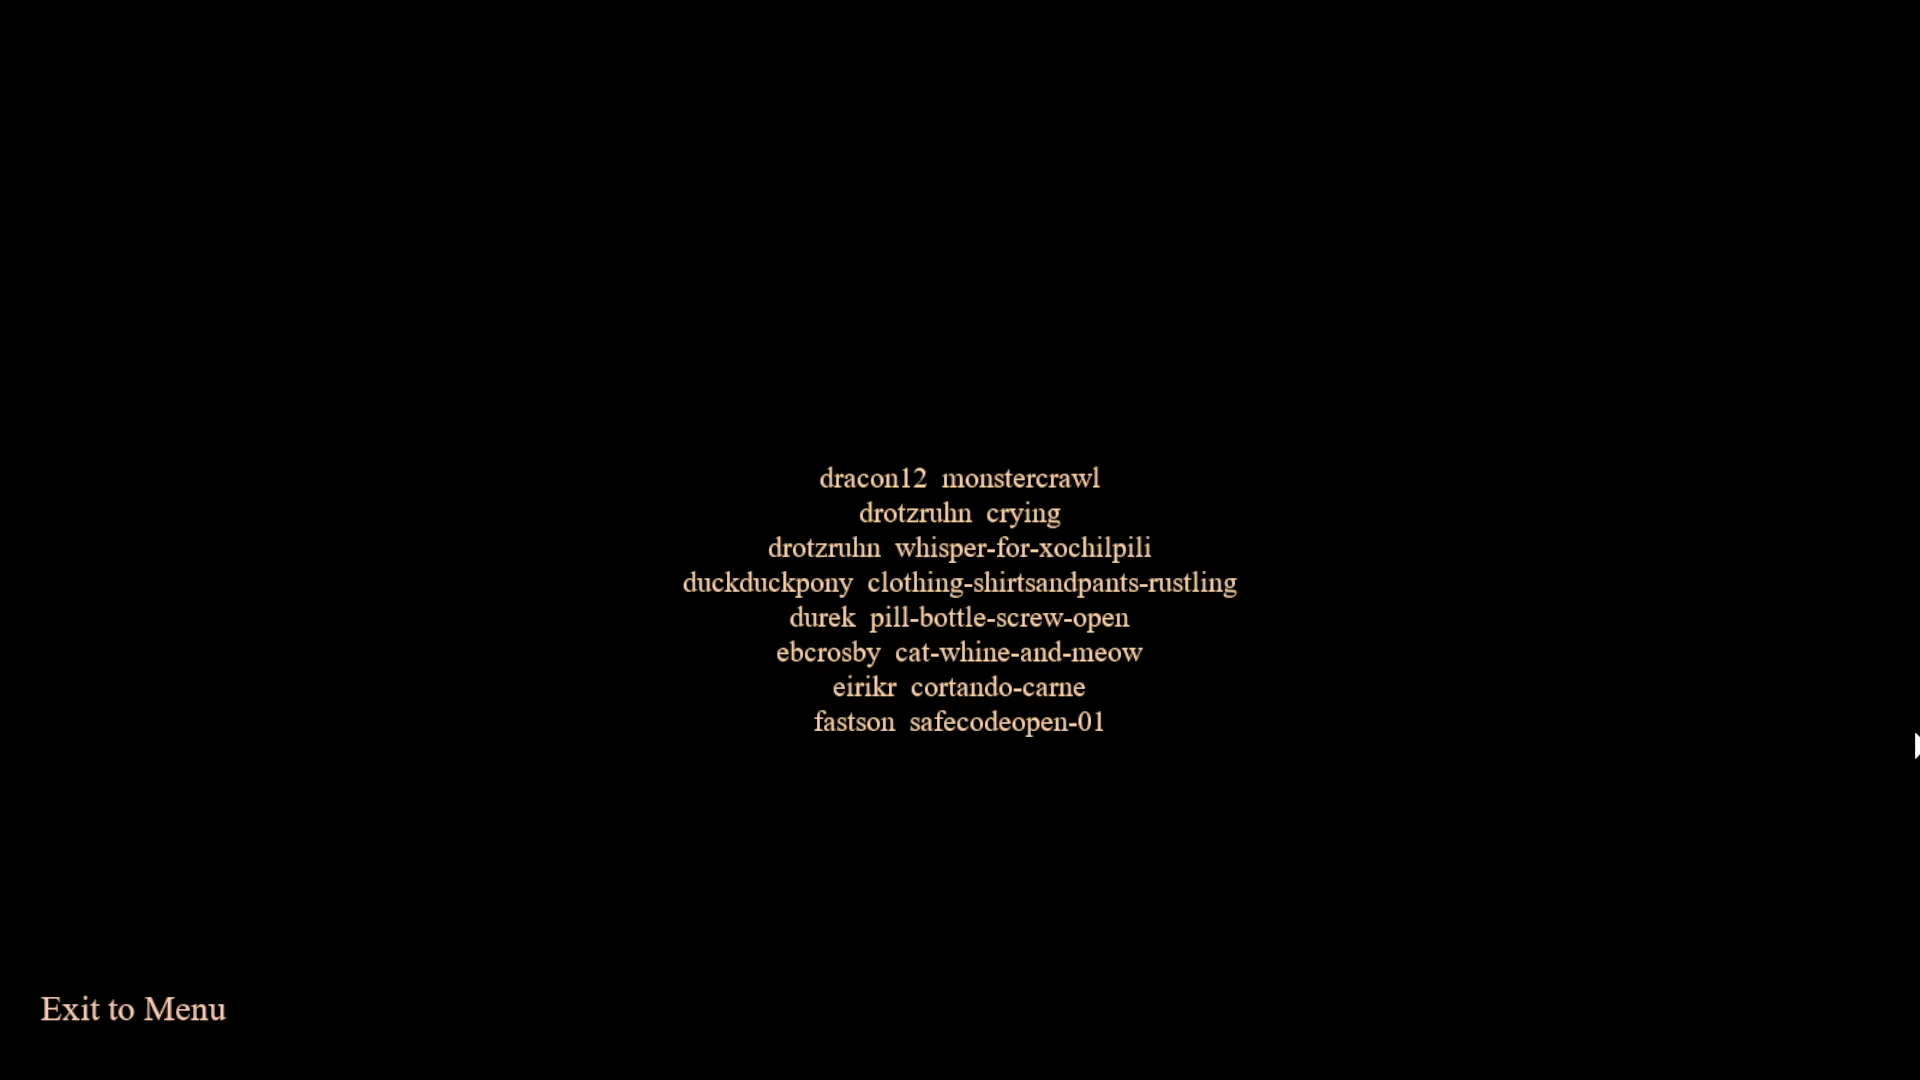 dracon12 monstercrawl
drotzruhn crying
drotzruhn whisper-for-xochilpili
duckduckpony clothing-shirtsandpants-rustling
durek pill-bottle-screw-open
ebcrosby cat-whine-and-meow
eirikr cortando-carne
fastson safecodeopen-01
Exit to Menu